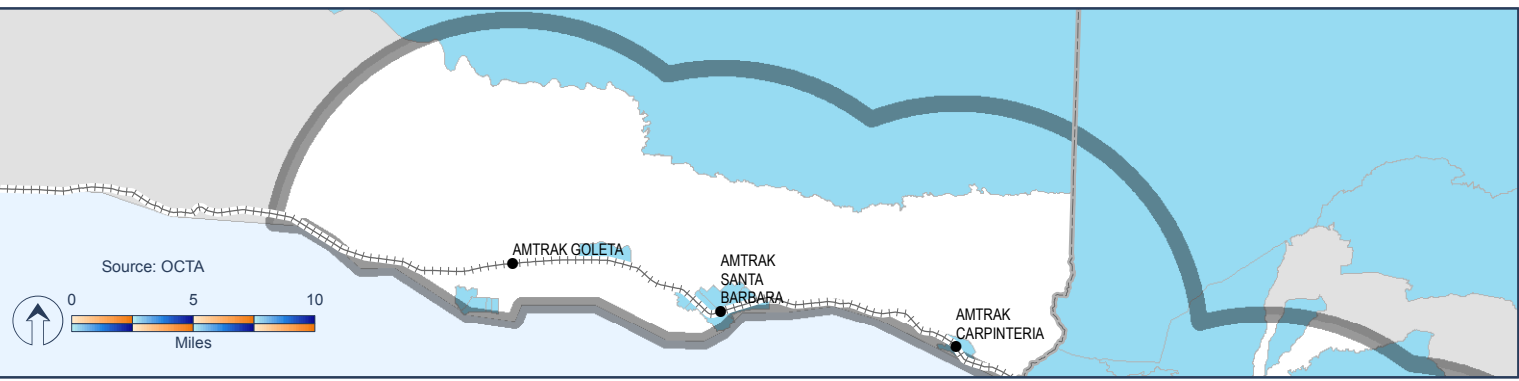 AMTRAK GOLETA
AMTRAK
SANTA
BARBARA
AMTRAK
CARPINTERIA
Source: OCTA
0 5 10
Miles